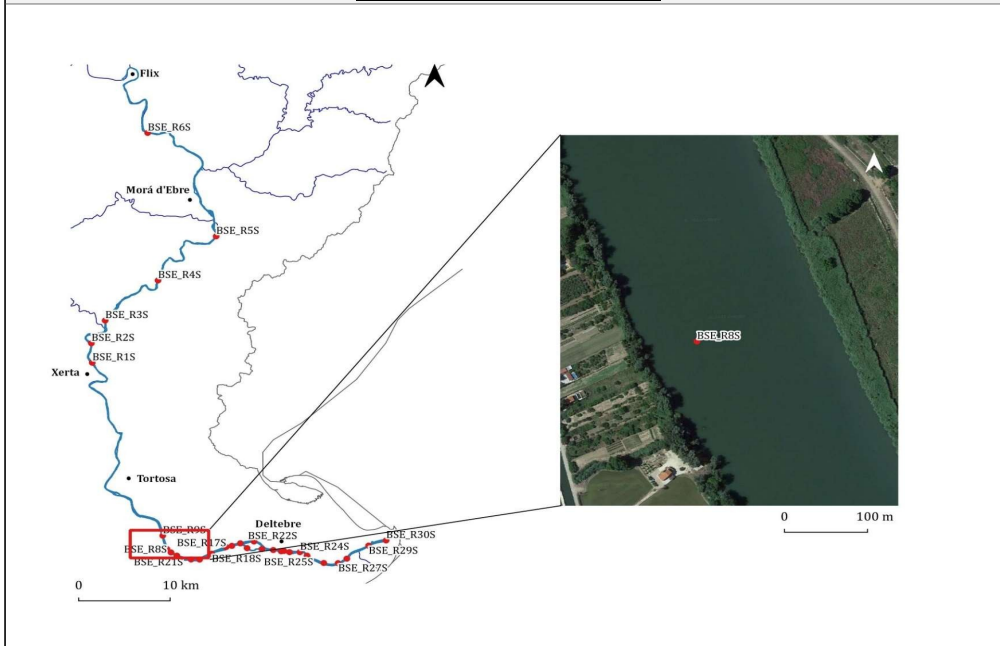 Flix
BSE_R6S
Morá d'Ebre
BSE_R5S
BSE_R4S
BSE_R3S
BSE_R2S
BSE_R1S
Xerta
Tortosa
BSE_R9S
Deltebre
BSE_R22S
BSE_R30S
BSE_R8S
BSE_R17S
BSE_R24S
BSE_R29S
BSE_R21S
BSE_R18S
BSE_R25S
BSE_R27S
0 10 km
BSE_R8S
0 100 m